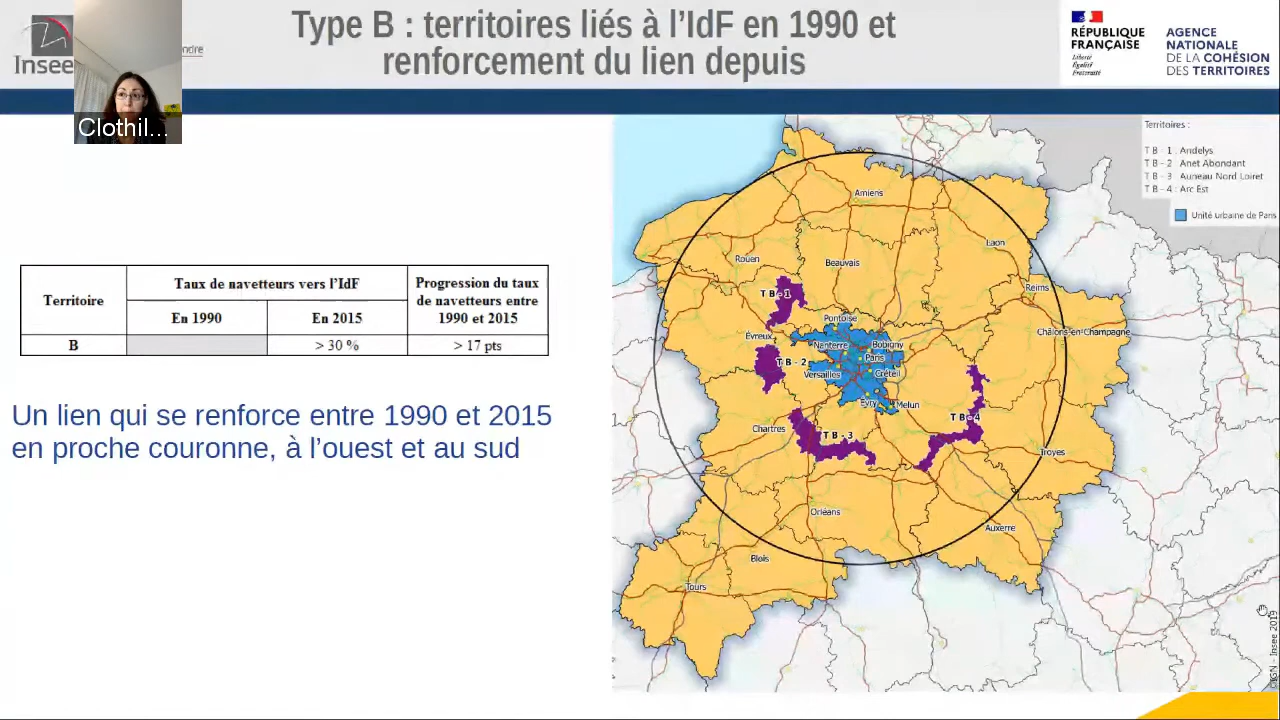 Type B : territoires liés à l'IdF en 1990 et
renforcement du lien depuis
Insee
ndre
Clothil...
RÉPUBLIQUE
FRANÇAISE
Liberté
Égalité
Fraternité
AGENCE
NATIONALE
DE LA COHÉSION
DES TERRITOIRES
Territoire
Taux de navetteurs vers l'IdF
Progression du taux
de navetteurs entre
1990 et 2015
En 1990
En 2015
B
> 30 %
> 17 pts
Un lien qui se renforce entre 1990 et 2015
en proche couronne, à l'ouest et au sud
Territoires :
T B - 1 : Andelys
T B - 2 Anet Abondant
T B - 3 Auneau Nord Loiret
T B - 4 : Arc Est
Unité urbaine de Paris
Amiens
Laon
Rouen
Beauvais
Reims
T B - 1
Pontoise
Châlons-en-Champagne
Évreux
Nanterre
Bobigny
Paris
T B - 2
Versailles
Créteil
Évry
Melun
T B - 4
Chartres
T B - 3
Troyes
Orléans
Auxerre
Blois
Tours
©IGN - Insee 2019